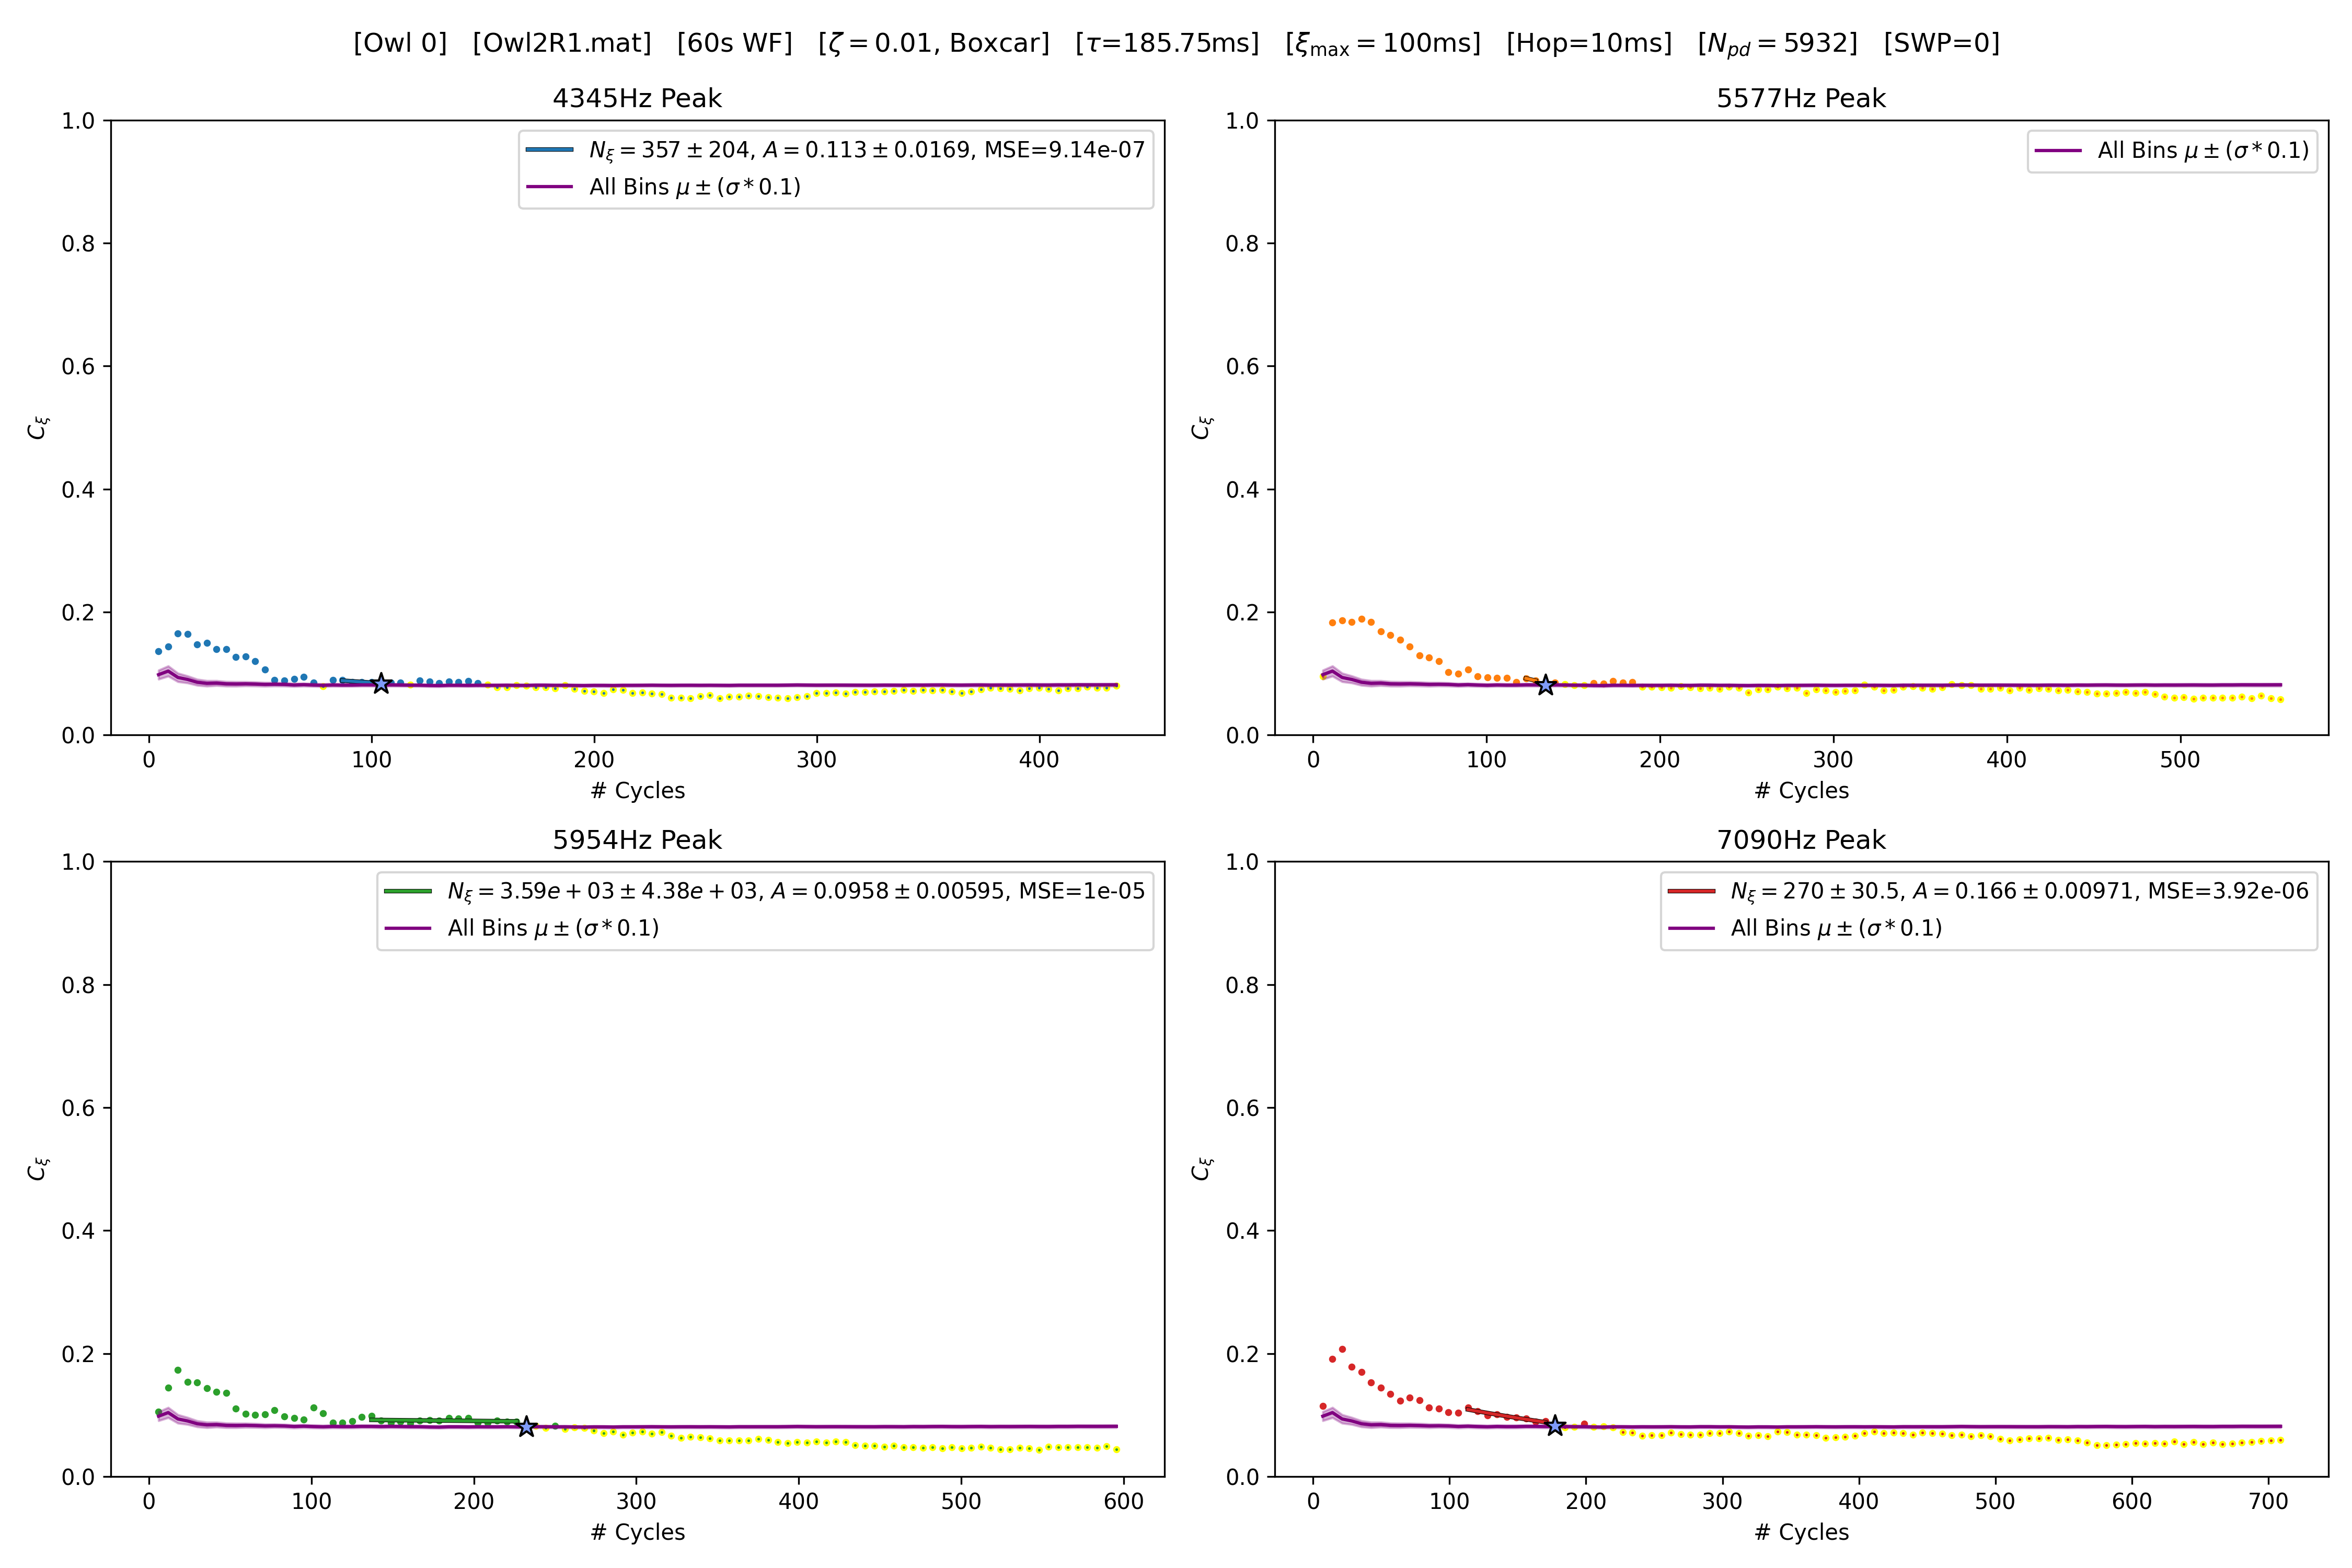 [Owl 0] [Owl2R1.mat] [60s WF] [ζ = 0.01, Boxcar] [τ=185.75ms] [ξmax = 100ms] [Hop=10ms] [Npd = 5932] [SWP=0]
4345Hz Peak
Nξ = 357 ± 204, A = 0.113 ± 0.0169, MSE=9.14e-07
All Bins μ ± (σ * 0.1)
1.0
0.8
0.6
0.4
0.2
0.0
Cξ
0 100 200 300 400
# Cycles
5577Hz Peak
All Bins μ ± (σ * 0.1)
1.0
0.8
0.6
0.4
0.2
0.0
Cξ
0 100 200 300 400 500
# Cycles
5954Hz Peak
Nξ = 3.59e + 03 ± 4.38e + 03, A = 0.0958 ± 0.00595, MSE=1e-05
All Bins μ ± (σ * 0.1)
1.0
0.8
0.6
0.4
0.2
0.0
Cξ
0 100 200 300 400 500 600
# Cycles
7090Hz Peak
Nξ = 270 ± 30.5, A = 0.166 ± 0.00971, MSE=3.92e-06
All Bins μ ± (σ * 0.1)
1.0
0.8
0.6
0.4
0.2
0.0
Cξ
0 100 200 300 400 500 600 700
# Cycles